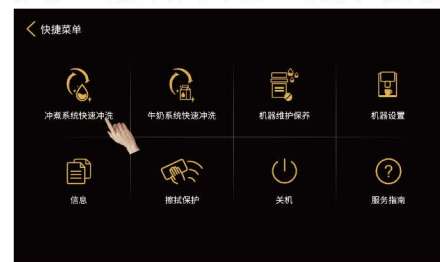 快捷菜单
冲煮系统快速冲洗
牛奶系统快速冲洗
机器维护保养
机器设置
信息
擦拭保护
关机
服务指南